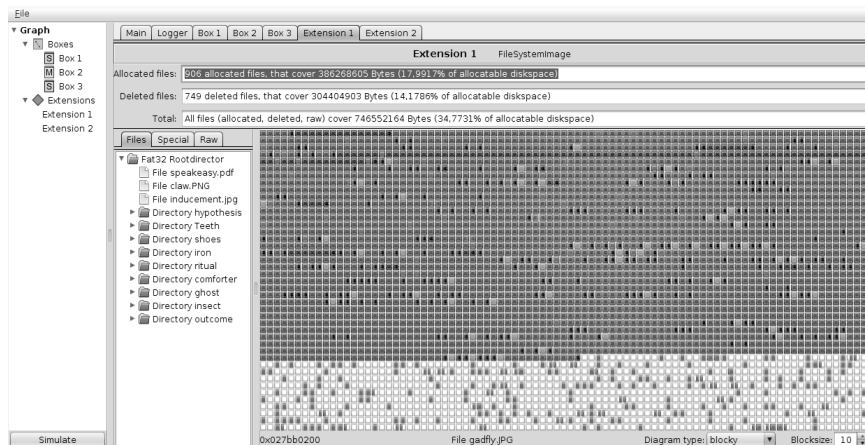 File
Graph
Boxes
S Box 1
M Box 2
S Box 3
Extensions
Extension 1
Extension 2
Simulate
Main Logger Box 1 Box 2 Box 3 Extension 1 Extension 2
Extension 1 FileSystemImage
Allocated files: 906 allocated files, that cover 386268605 Bytes (17,9917% of allocatable diskspace)
Deleted files: 749 deleted files, that cover 304404903 Bytes (14,1786% of allocatable diskspace)
Total: All files (allocated, deleted, raw) cover 746552164 Bytes (34,7731% of allocatable diskspace)
Files Special Raw
Fat32 Rootdirector
File speakeasy.pdf
File claw.PNG
File inducement.jpg
Directory hypothesis
Directory Teeth
Directory shoes
Directory iron
Directory ritual
Directory comforter
Directory ghost
Directory insect
Directory outcome
0x027bb0200 File gadfly.JPG Diagram type: blocky Blocksize: 10